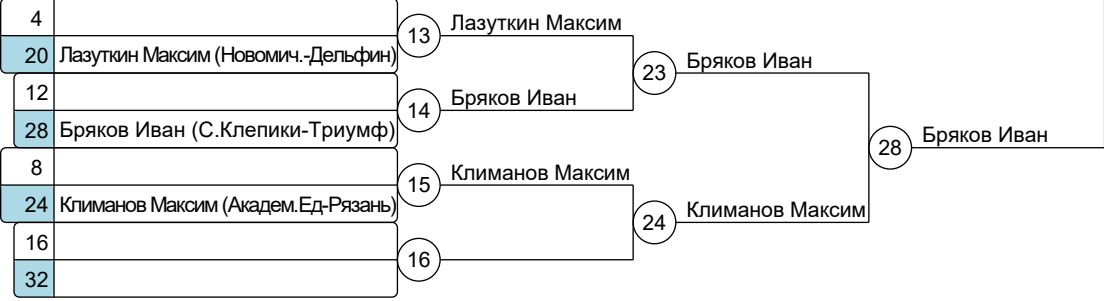 4
20 Лазуткин Максим (Новомич.-Дельфин)
13
Лазуткин Максим
12
28 Бряков Иван (С.Клепики-Триумф)
14
Бряков Иван
23
Бряков Иван
8
24 Климанов Максим (Академ.Ед-Рязань)
15
Климанов Максим
16
32
16
24
Климанов Максим
28
Бряков Иван